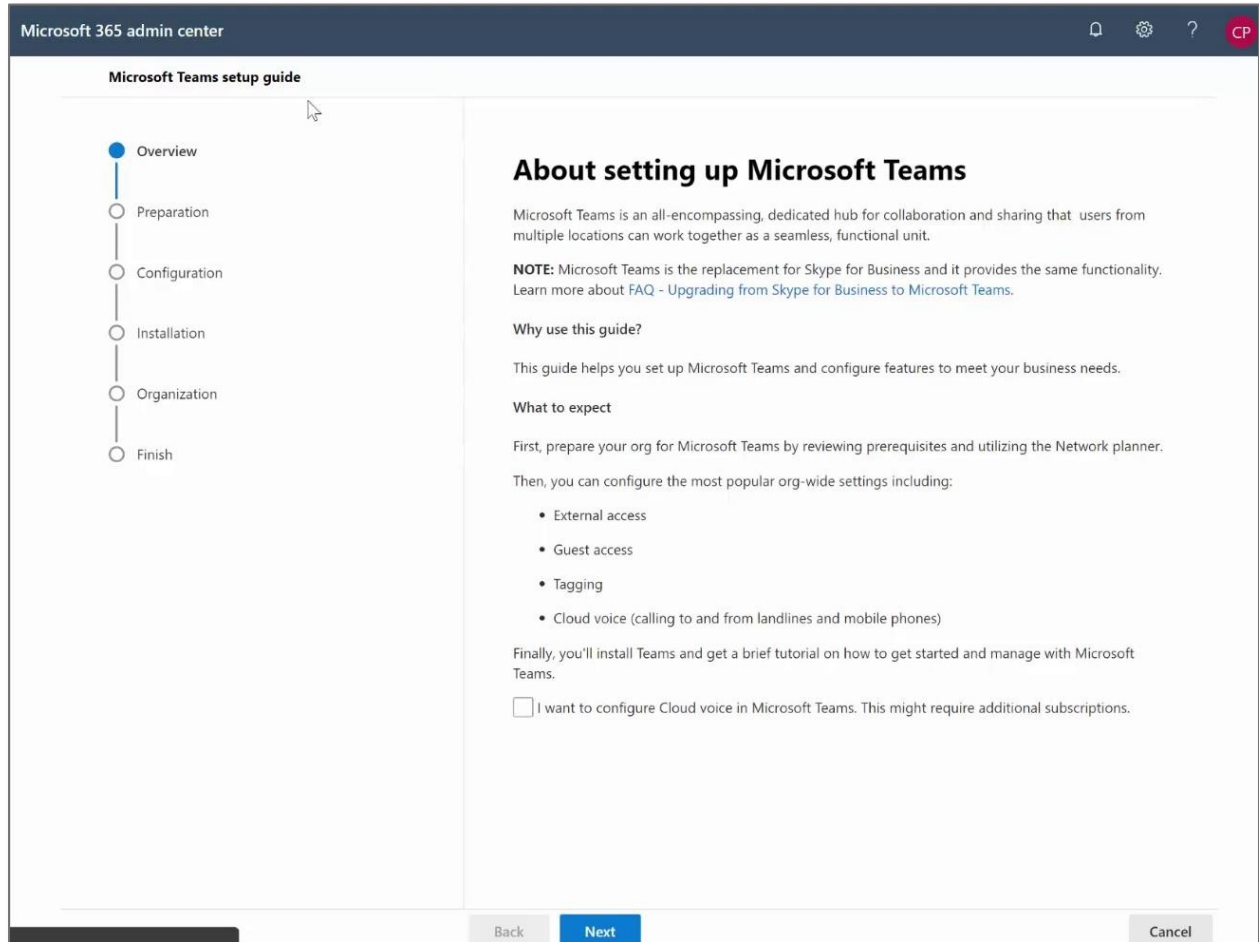 Microsoft 365 admin center
?
CP
Microsoft Teams setup guide
Overview
Preparation
Configuration
Installation
Organization
Finish
About setting up Microsoft Teams
Microsoft Teams is an all-encompassing, dedicated hub for collaboration and sharing that users from
multiple locations can work together as a seamless, functional unit.
NOTE: Microsoft Teams is the replacement for Skype for Business and it provides the same functionality.
Learn more about FAQ - Upgrading from Skype for Business to Microsoft Teams.
Why use this guide?
This guide helps you set up Microsoft Teams and configure features to meet your business needs.
What to expect
First, prepare your org for Microsoft Teams by reviewing prerequisites and utilizing the Network planner.
Then, you can configure the most popular org-wide settings including:
• External access
• Guest access
• Tagging
• Cloud voice (calling to and from landlines and mobile phones)
Finally, you'll install Teams and get a brief tutorial on how to get started and manage with Microsoft
Teams.
I want to configure Cloud voice in Microsoft Teams. This might require additional subscriptions.
Back
Next
Cancel